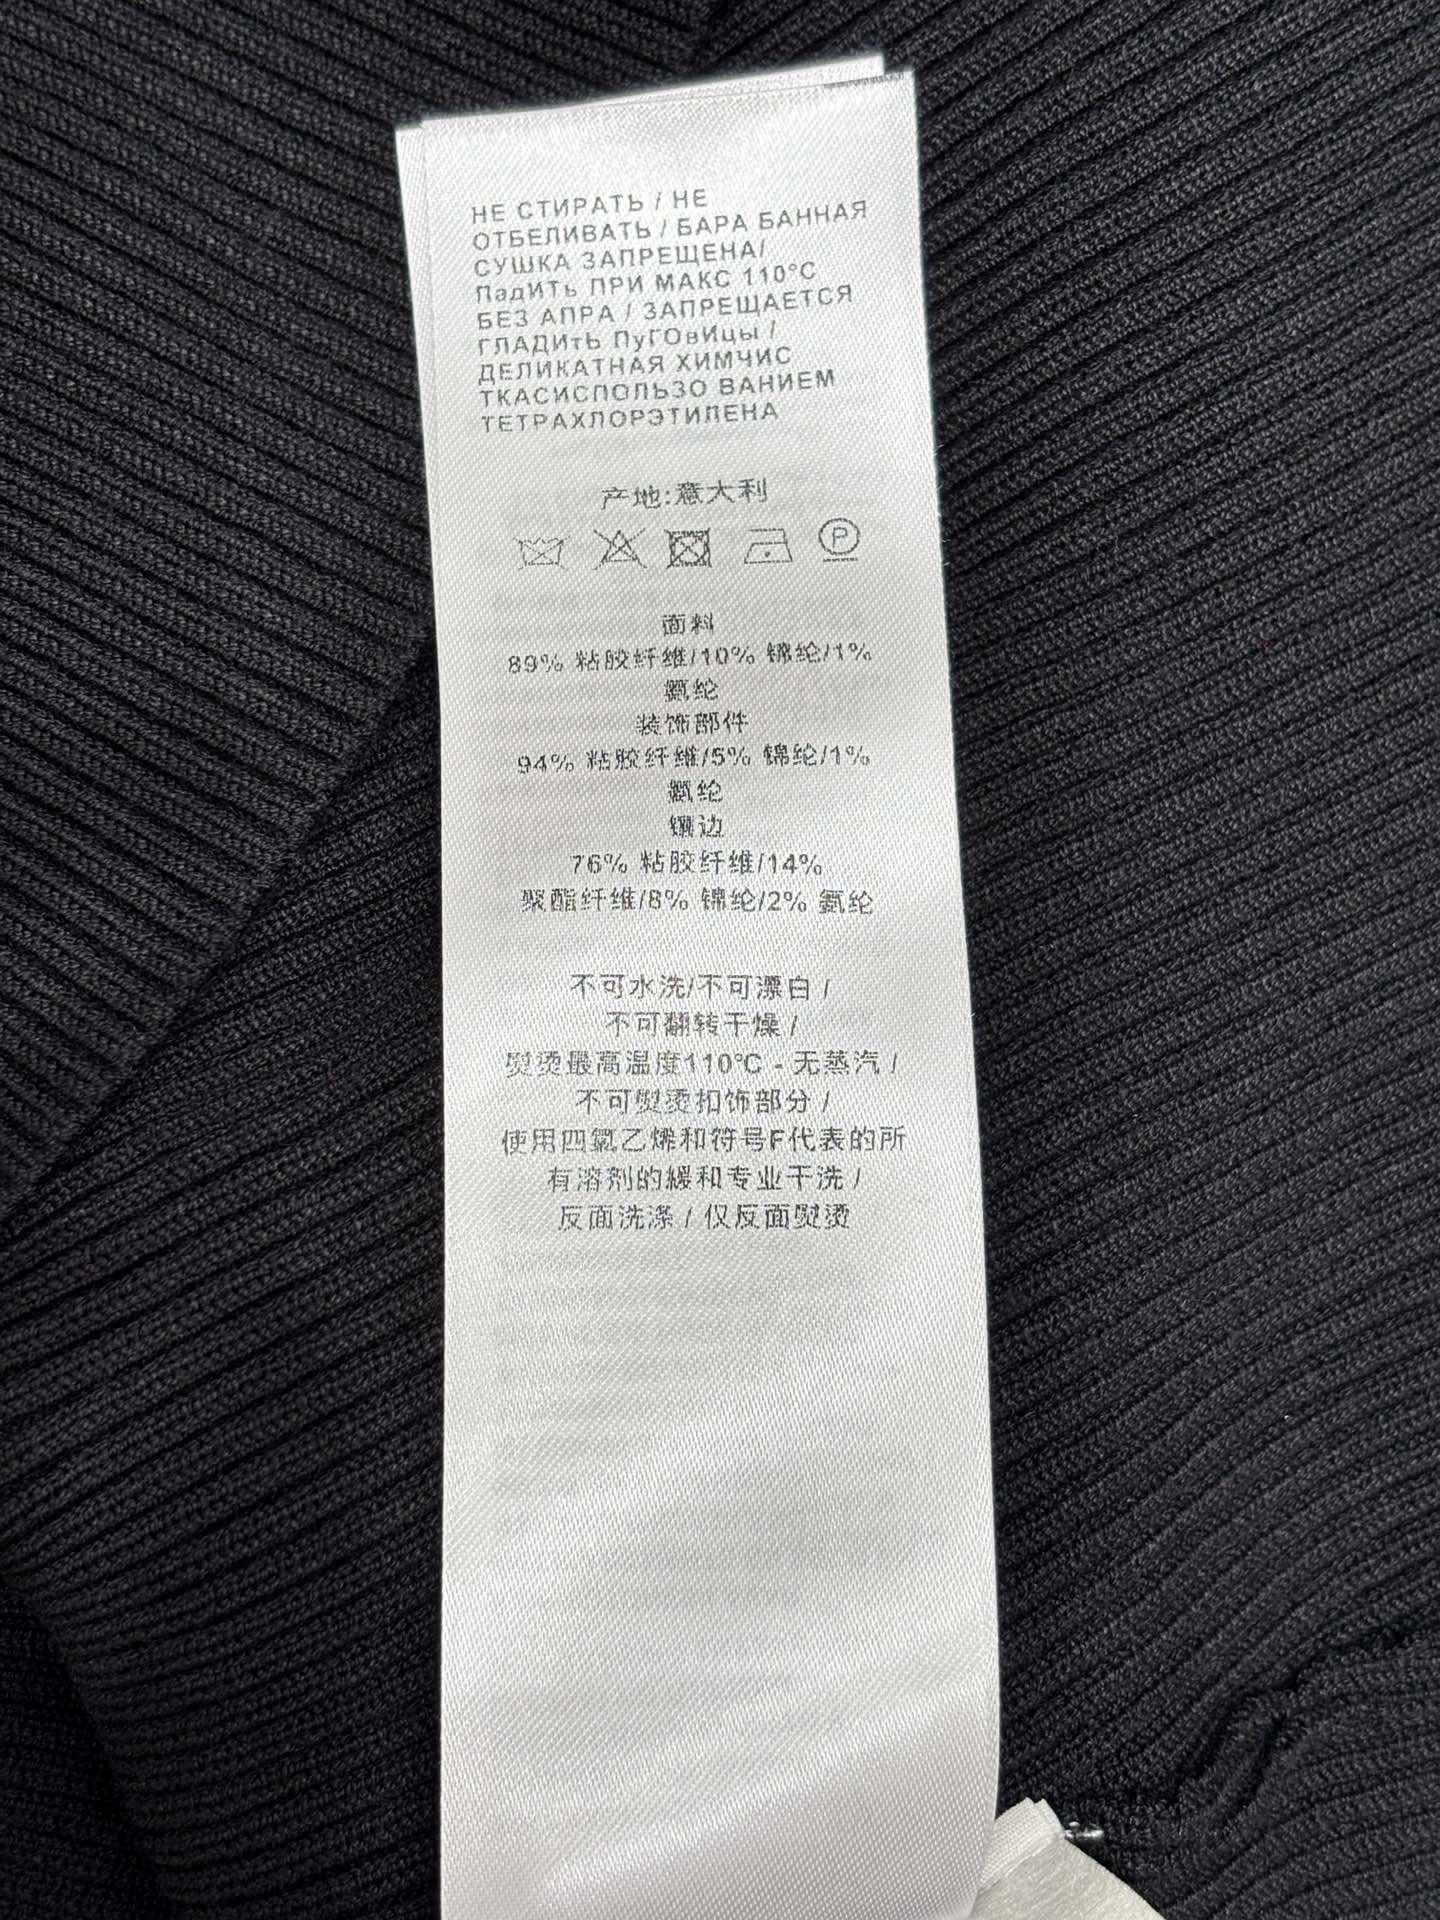 НЕ СТИРАТЬ / НЕ
ОТБЕЛИВАТЬ / БАРА БАННАЯ
СУШКА ЗАПРЕЩЕНА/
ПадИТЬ ПРИ МАКС 110°C
БЕЗ АПРА / ЗАПРЕЩАЕТСЯ
ГЛАДИтЬ ПуГОвИцы /
ДЕЛИКАТНАЯ ХИМЧИС
ТКАСИСПОЛЬЗО ВАНИЕМ
ТЕТРАХЛОРЭТИЛЕНА
产地:意大利
P
面料
89% 粘胶纤维/10% 锦纶/1%
氨纶
装饰部件
94% 粘胶纤维/5% 锦纶/1%
氨纶
镶边
76% 粘胶纤维/14%
聚酯纤维/8% 锦纶/2% 氨纶
不可水洗/不可漂白 /
不可翻转干燥 /
熨烫最高温度110℃ - 无蒸汽 /
不可熨烫扣饰部分 /
使用四氯乙烯和符号F代表的所
有溶剂的缓和专业干洗 /
反面洗涤 / 仅反面熨烫